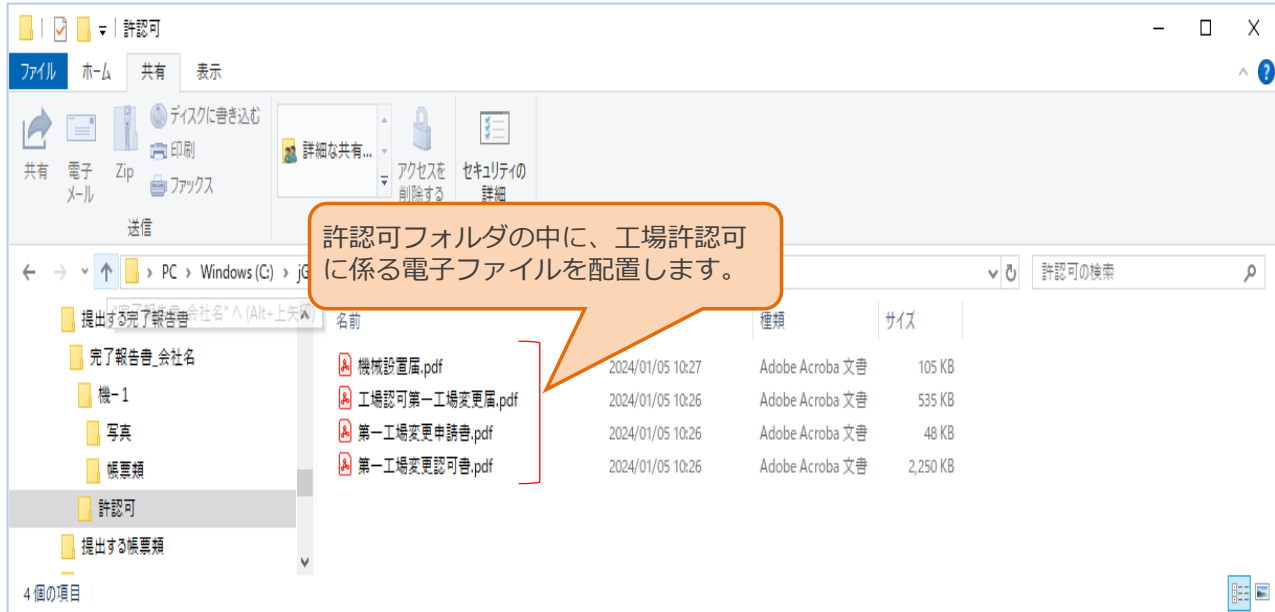 許認可
ファイル ホーム 共有 表示
共有
電子メール
Zip
ディスクに書き込む
印刷
ファックス
送信
詳細な共有...
アクセスを削除する
セキュリティの詳細
許認可フォルダの中に、工場許認可
に係る電子ファイルを配置します。
PC › Windows (C:) ›
許認可の検索
提出する完了報告書
完了報告書_会社名
機-1
写真
帳票類
許認可
提出する帳票類
名前 種類 サイズ
機械設置届.pdf 2024/01/05 10:27 Adobe Acroba 文書 105 KB
工場認可第一工場変更届.pdf 2024/01/05 10:26 Adobe Acroba 文書 535 KB
第一工場変更申請書.pdf 2024/01/05 10:26 Adobe Acroba 文書 48 KB
第一工場変更認可書.pdf 2024/01/05 10:26 Adobe Acroba 文書 2,250 KB
4 個の項目